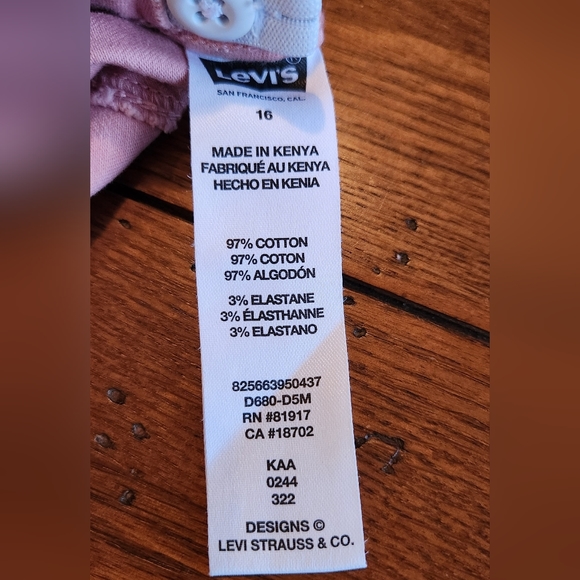 LEVI'S
SAN FRANCISCO, CAL.
16
MADE IN KENYA
FABRIQUÉ AU KENYA
HECHO EN KENIA
97% COTTON
97% COTON
97% ALGODÓN
3% ELASTANE
3% ÉLASTHANNE
3% ELASTANO
825663950437
D680-D5M
RN #81917
CA #18702
KAA
0244
322
DESIGNS ©
LEVI STRAUSS & CO.